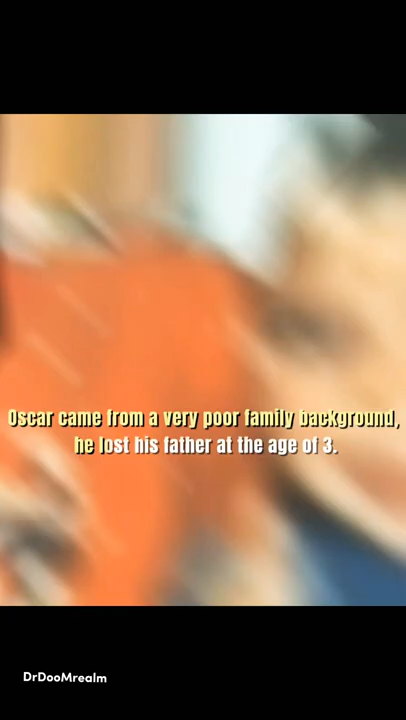 Oscar came from a very poor family background,
he lost his father at the age of 3.
DrDooMrealm